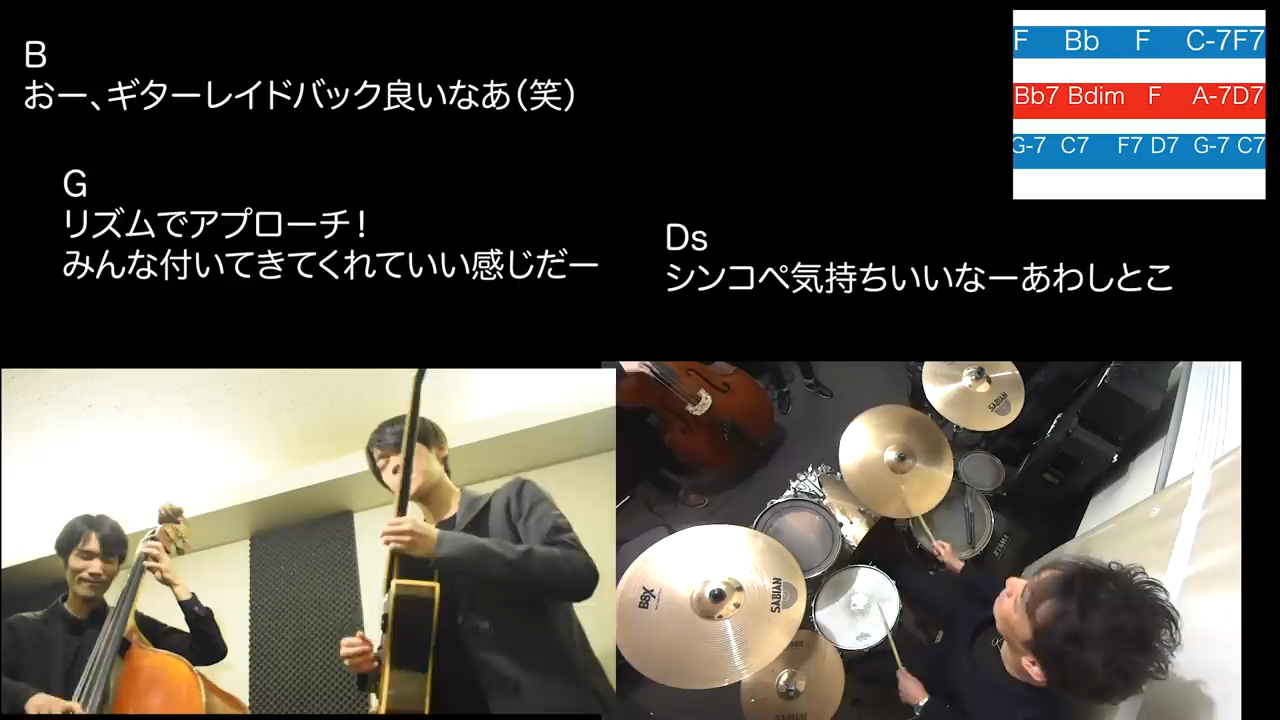 B
おー、ギターレイドバック良いなあ（笑）
G
リズムでアプローチ！
みんな付いてきてくれていい感じだー
Ds
シンコペ気持ちいいなーあわしとこ
F Bb F C-7F7
Bb7 Bdim F A-7D7
G-7 C7 F7 D7 G-7 C7
SABIAN
B8X
SABIAN
TAMA
SABIAN